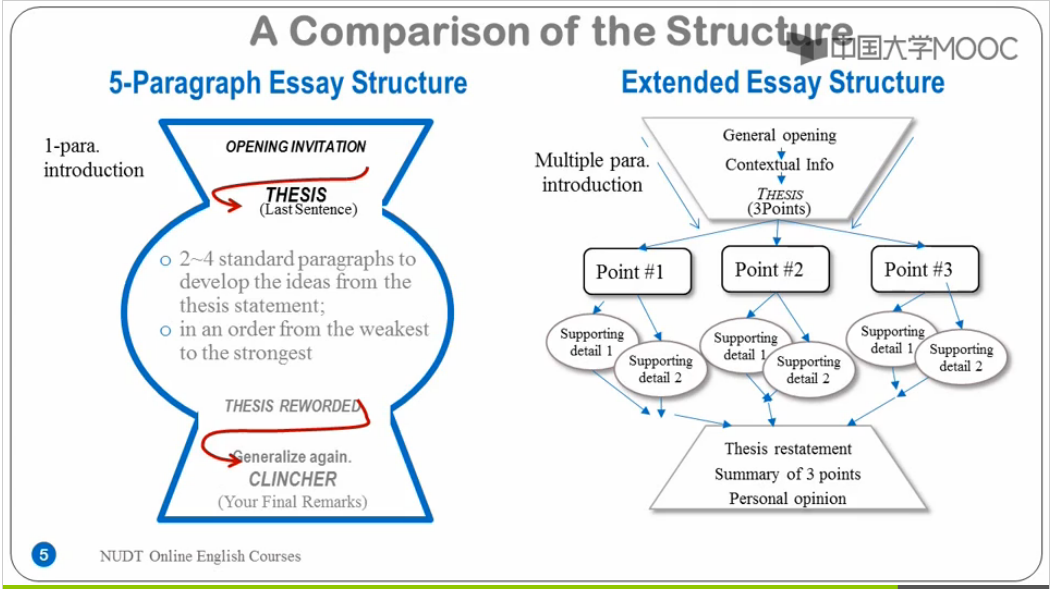 A Comparison of the Structure
中国大学MOOC
5-Paragraph Essay Structure
1-para.
introduction
OPENING INVITATION
THESIS
(Last Sentence)
2~4 standard paragraphs to
develop the ideas from the
thesis statement;
in an order from the weakest
to the strongest
THESIS REWORDED
Generalize again.
CLINCHER
(Your Final Remarks)
Extended Essay Structure
Multiple para.
introduction
General opening
Contextual Info
THESIS
(3Points)
Point #1
Point #2
Point #3
Supporting
detail 1
Supporting
detail 2
Supporting
detail 1
Supporting
detail 2
Supporting
detail 1
Supporting
detail 2
Thesis restatement
Summary of 3 points
Personal opinion
5
NUDT Online English Courses